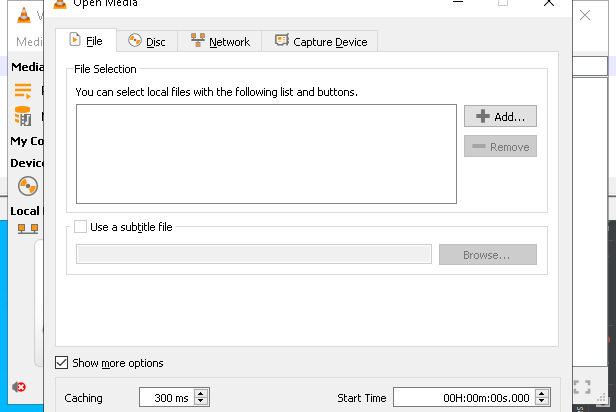 Open Media
Medi
File
Disc
Network
Capture Device
Media
File Selection
You can select local files with the following list and buttons.
Add...
Remove
My Co
Device
Local
Use a subtitle file
Browse...
Show more options
Caching
300 ms
Start Time
00H:00m:00s.000